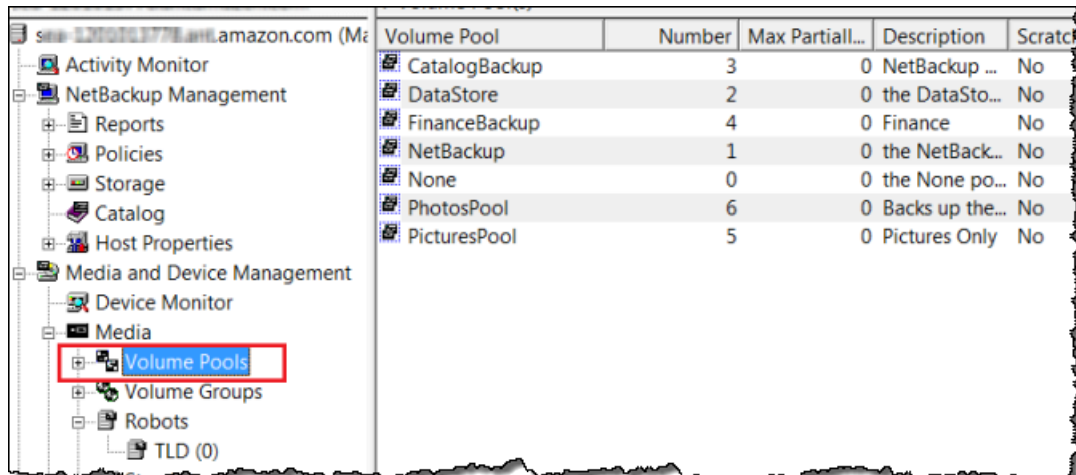 amazon.com (Ma
Activity Monitor
NetBackup Management
Reports
Policies
Storage
Catalog
Host Properties
Media and Device Management
Device Monitor
Media
Volume Pools
Volume Groups
Robots
TLD (0)
Volume Pool Number Max Partiall... Description Scratch
CatalogBackup 3 0 NetBackup ... No
DataStore 2 0 the DataSto... No
FinanceBackup 4 0 Finance No
NetBackup 1 0 the NetBack... No
None 0 0 the None po... No
PhotosPool 6 0 Backs up the... No
PicturesPool 5 0 Pictures Only No